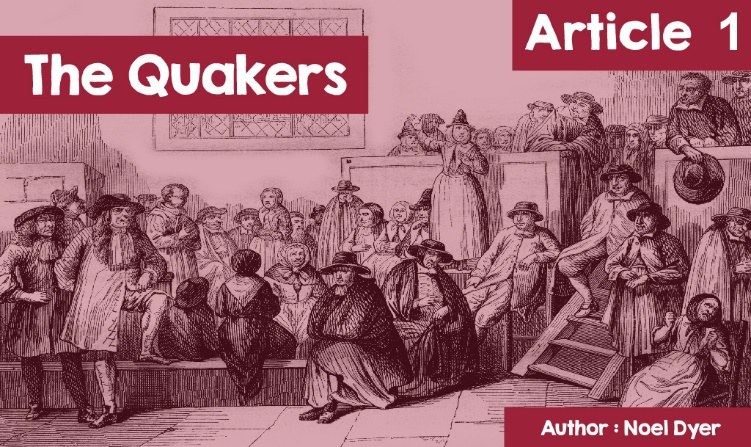 The Quakers
Article 1
Author : Noel Dyer